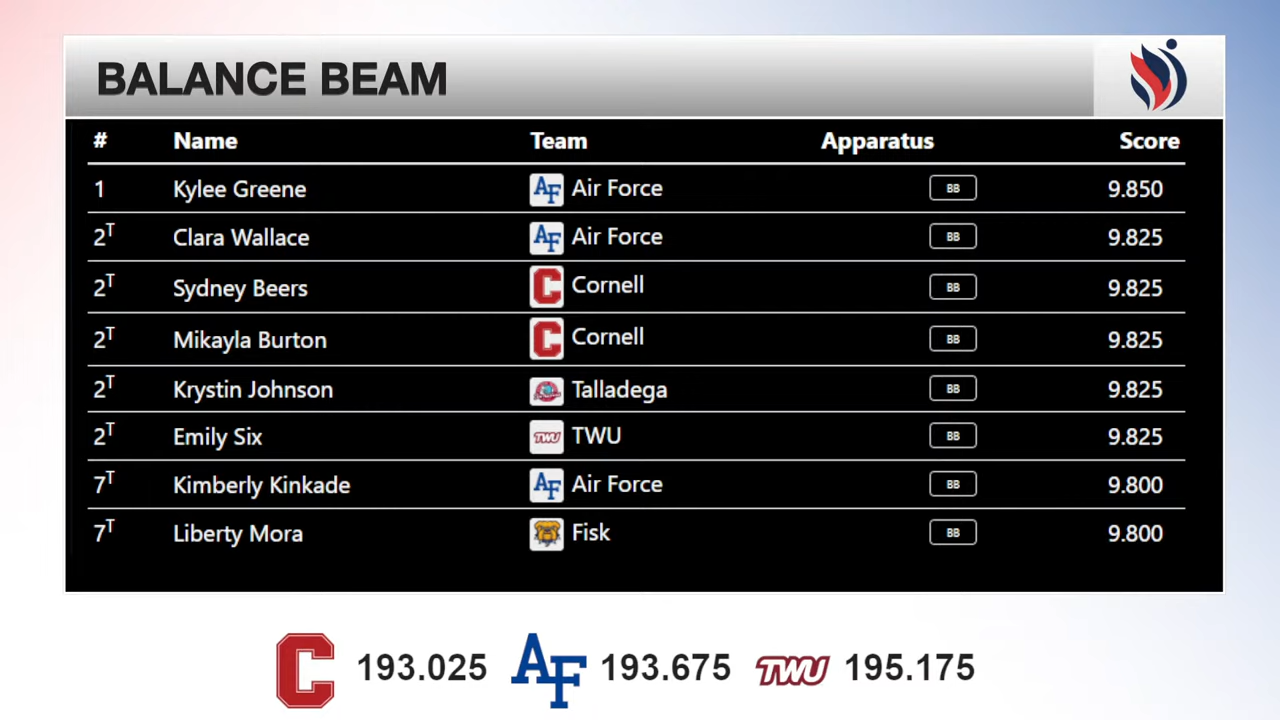 BALANCE BEAM
# Name Team Apparatus Score
1 Kylee Greene AF Air Force BB 9.850
2T Clara Wallace AF Air Force BB 9.825
2T Sydney Beers C Cornell BB 9.825
2T Mikayla Burton C Cornell BB 9.825
2T Krystin Johnson Talladega BB 9.825
2T Emily Six TWU TWU BB 9.825
7T Kimberly Kinkade AF Air Force BB 9.800
7T Liberty Mora Fisk BB 9.800
C 193.025 AF 193.675 TWU 195.175